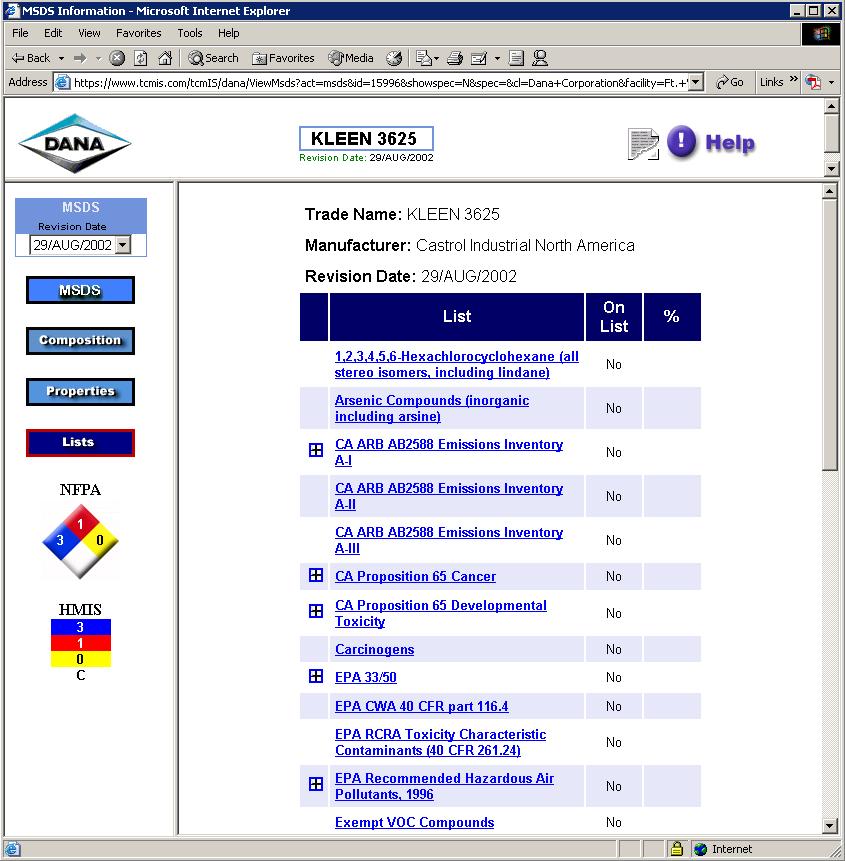 MSDS Information - Microsoft Internet Explorer
File Edit View Favorites Tools Help
Back Search Favorites Media
Address https://www.tcmis.com/tcmIS/dana/ViewMsds?act=msds&id=15996&showspec=N&spec=&cl=Dana+Corporation&facility=Ft.+ Go Links »
DANA
KLEEN 3625
Revision Date: 29/AUG/2002
! Help
MSDS
Revision Date
29/AUG/2002
MSDS
Composition
Properties
Lists
NFPA
1
3 0
HMIS
3
1
0
C
Trade Name: KLEEN 3625
Manufacturer: Castrol Industrial North America
Revision Date: 29/AUG/2002
List On List %
1,2,3,4,5,6-Hexachlorocyclohexane (all
stereo isomers, including lindane) No
Arsenic Compounds (inorganic
including arsine) No
CA ARB AB2588 Emissions Inventory
A-I No
CA ARB AB2588 Emissions Inventory
A-II No
CA ARB AB2588 Emissions Inventory
A-III No
CA Proposition 65 Cancer No
CA Proposition 65 Developmental
Toxicity No
Carcinogens No
EPA 33/50 No
EPA CWA 40 CFR part 116.4 No
EPA RCRA Toxicity Characteristic
Contaminants (40 CFR 261.24) No
EPA Recommended Hazardous Air
Pollutants, 1996 No
Exempt VOC Compounds No
Internet